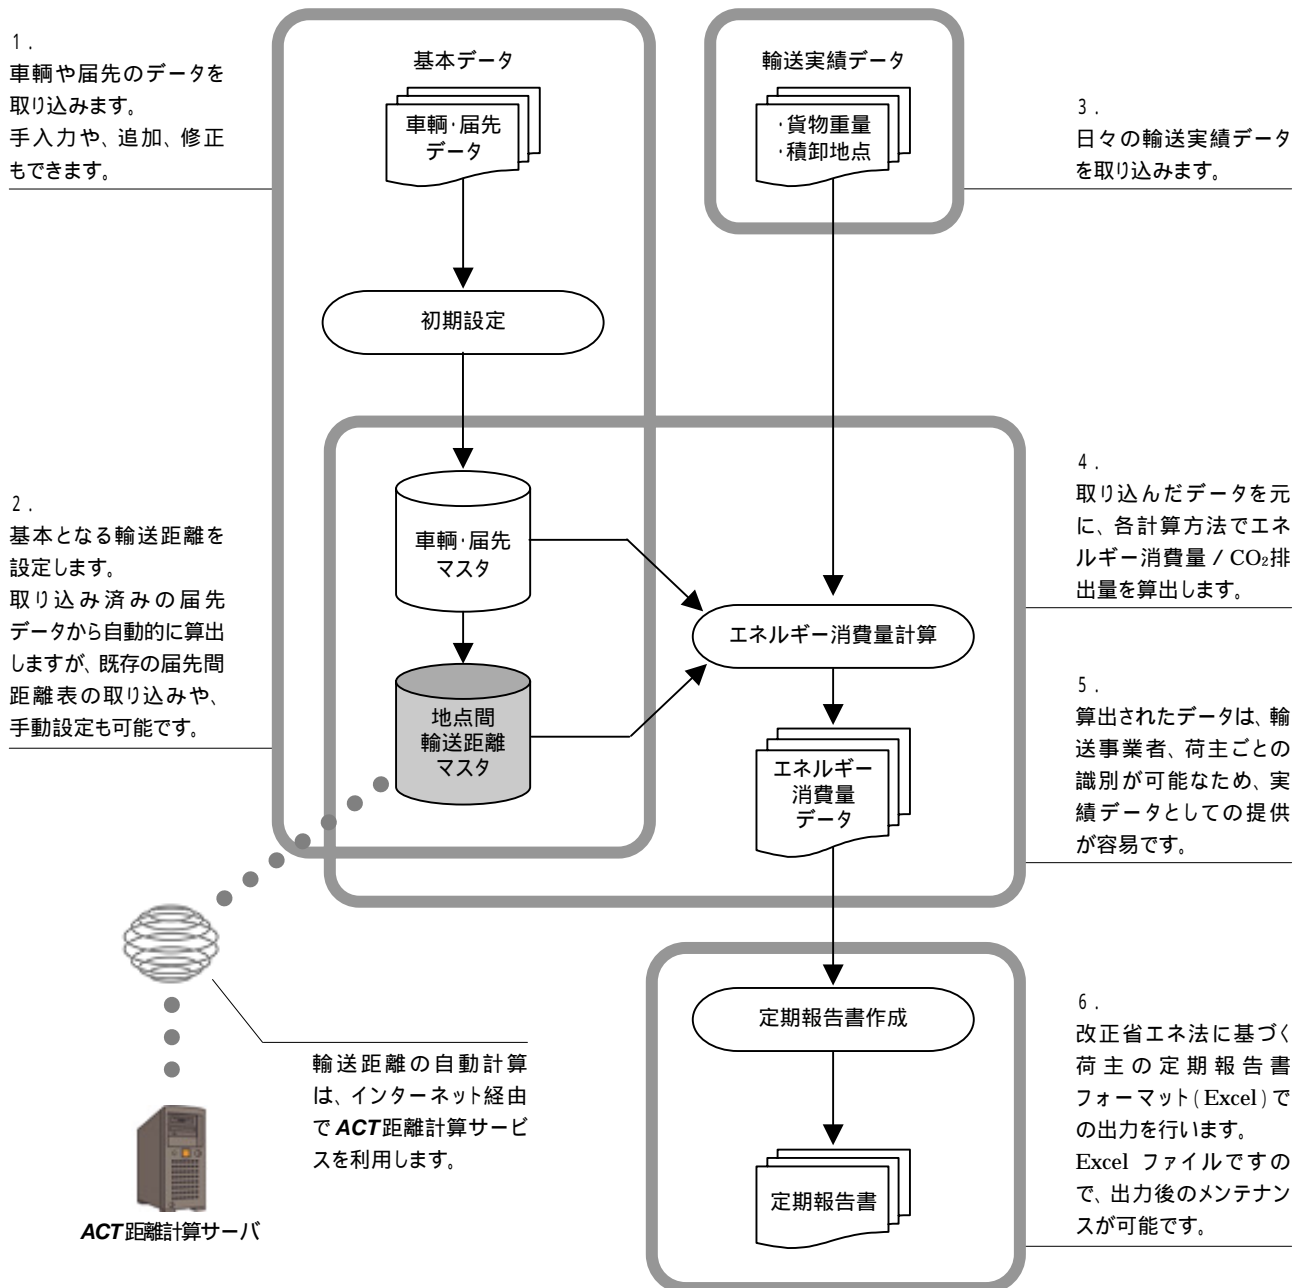 1．
車輌や届先のデータを
取り込みます。
手入力や、追加、修正
もできます。
基本データ
車輌・届先
データ
初期設定
輸送実績データ
・貨物重量
・積卸地点
3．
日々の輸送実績データ
を取り込みます。
2．
基本となる輸送距離を
設定します。
取り込み済みの届先
データから自動的に算出
しますが、既存の届先間
距離表の取り込みや、
手動設定も可能です。
車輌・届先
マスタ
地点間
輸送距離
マスタ
エネルギー消費量計算
エネルギー
消費量
データ
4．
取り込んだデータを元
に、各計算方法でエネ
ルギー消費量／CO₂排
出量を算出します。
5．
算出されたデータは、輸
送事業者、荷主ごとの
識別が可能なため、実
績データとしての提供
が容易です。
輸送距離の自動計算
は、インターネット経由
でACT距離計算サービ
スを利用します。
ACT距離計算サーバ
定期報告書作成
定期報告書
6．
改正省エネ法に基づく
荷主の定期報告書
フォーマット(Excel)で
の出力を行います。
Excel ファイルですの
で、出力後のメンテナン
スが可能です。